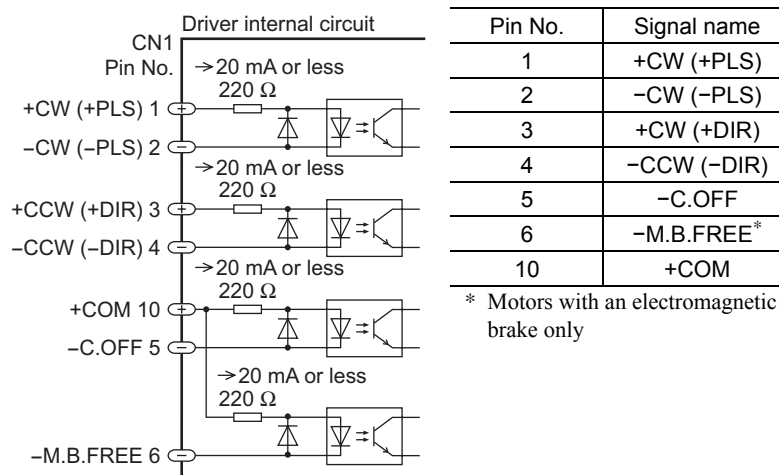 Driver internal circuit
CN1
Pin No.
→20 mA or less
220 Ω
+CW (+PLS) 1
−CW (−PLS) 2
→20 mA or less
220 Ω
+CCW (+DIR) 3
−CCW (−DIR) 4
→20 mA or less
220 Ω
+COM 10
−C.OFF 5
→20 mA or less
220 Ω
−M.B.FREE 6
Pin No. Signal name
1 +CW (+PLS)
2 −CW (−PLS)
3 +CW (+DIR)
4 −CCW (−DIR)
5 −C.OFF
6 −M.B.FREE*
10 +COM
* Motors with an electromagnetic
brake only